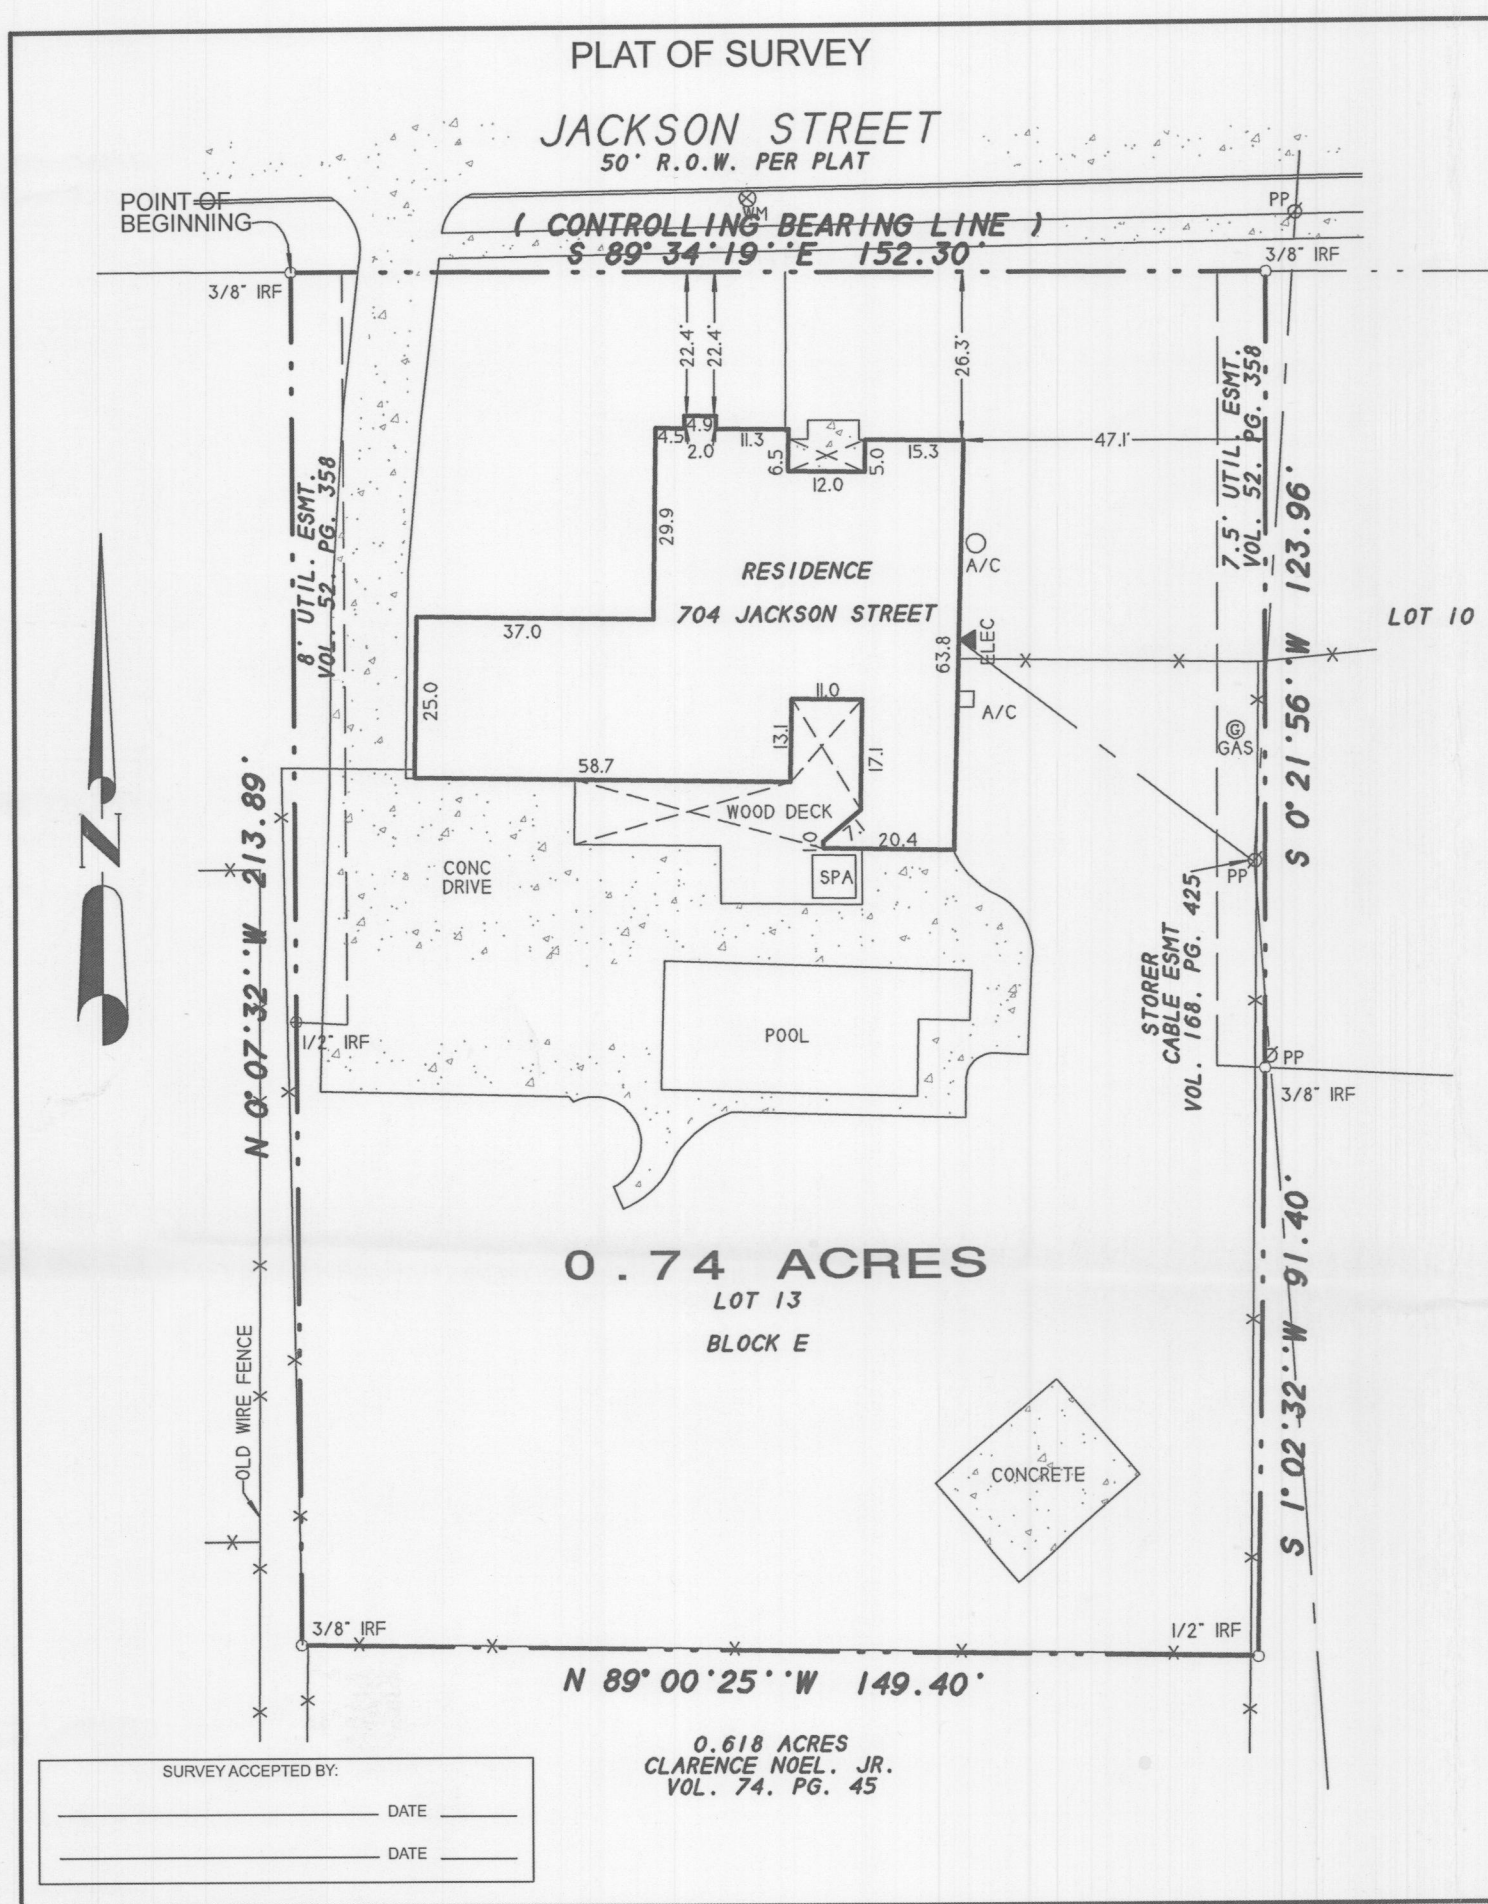 PLAT OF SURVEY
JACKSON STREET
50' R.O.W. PER PLAT
POINT OF
BEGINNING
WM
PP
( CONTROLLING BEARING LINE )
S 89°34'19''E 152.30'
3/8" IRF
3/8" IRF
22.4'
22.4'
26.3'
47.1'
4.5
4.9
2.0
11.3
6.5
12.0
5.0
15.3
29.9
8' UTIL. ESMT.
VOL. 52. PG. 358
7.5' UTIL. ESMT.
VOL. 52. PG. 358
S 0°21'56''W 123.96'
RESIDENCE
704 JACKSON STREET
A/C
ELEC
LOT 10
37.0
63.8
25.0
11.0
13.1
17.1
A/C
G
GAS
58.7
WOOD DECK
1.0
7.1
20.4
SPA
N
CONC
DRIVE
PP
STORER
CABLE ESMT
VOL. 168. PG. 425
N 0°07'32''W 213.89'
1/2" IRF
POOL
PP
3/8" IRF
S 1°02'32''W 91.40'
0.74 ACRES
LOT 13
BLOCK E
OLD WIRE FENCE
CONCRETE
3/8" IRF
1/2" IRF
N 89°00'25''W 149.40'
0.618 ACRES
CLARENCE NOEL. JR.
VOL. 74. PG. 45
SURVEY ACCEPTED BY:
DATE
DATE